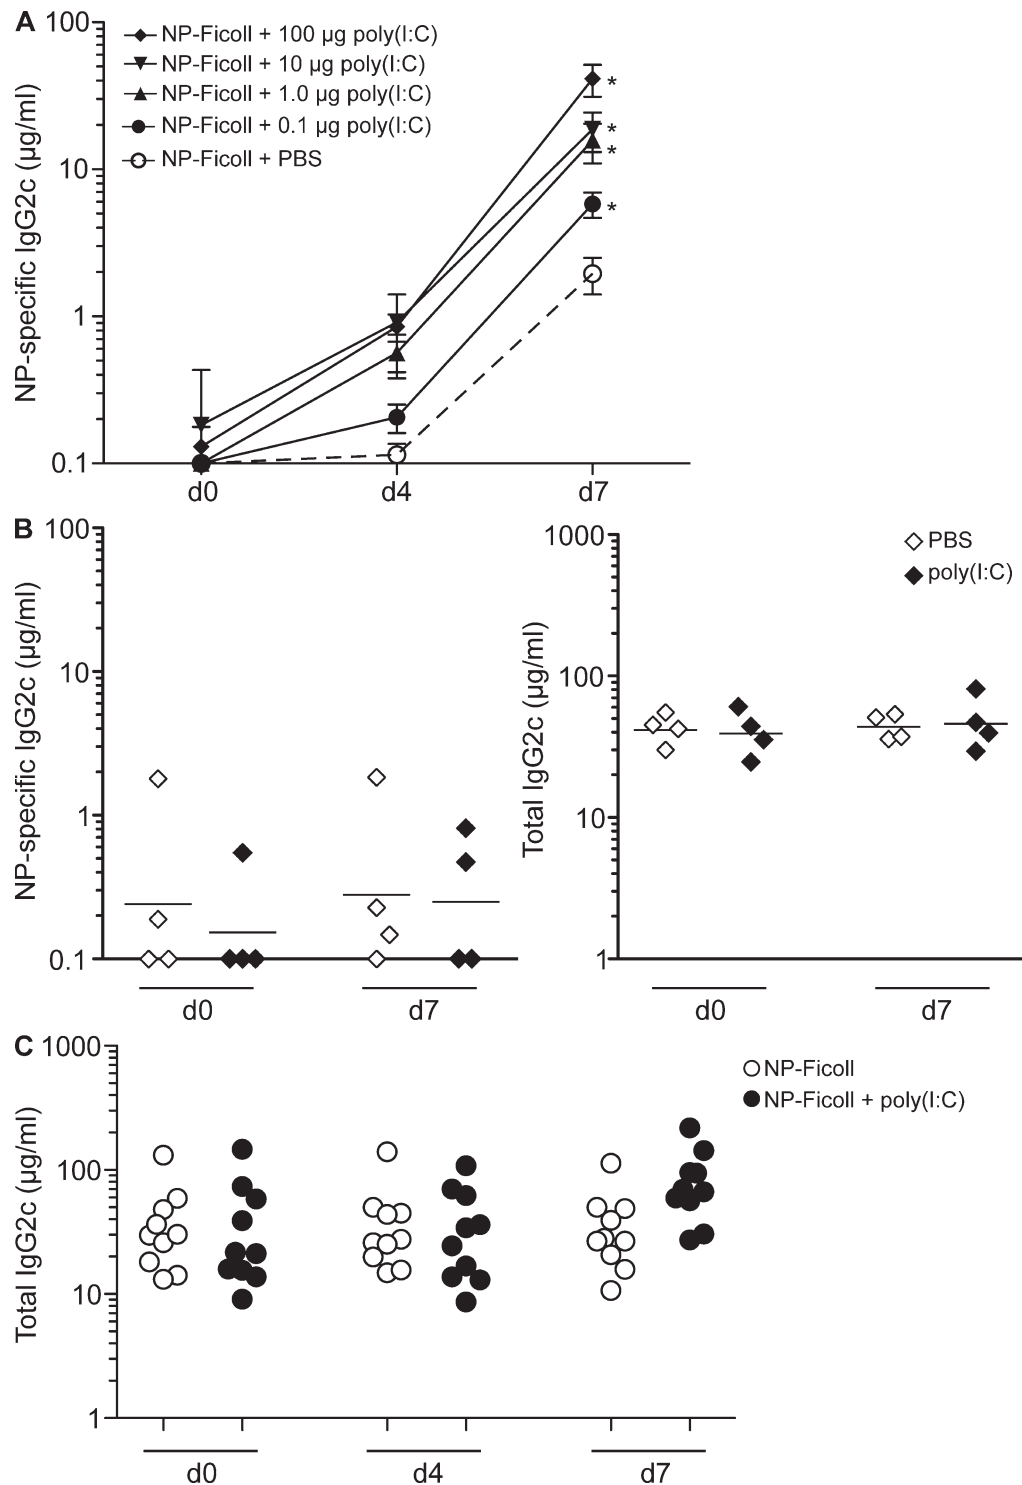 A
100
10
1
0.1
NP-specific IgG2c (µg/ml)
NP-Ficoll + 100 µg poly(I:C)
NP-Ficoll + 10 µg poly(I:C)
NP-Ficoll + 1.0 µg poly(I:C)
NP-Ficoll + 0.1 µg poly(I:C)
NP-Ficoll + PBS
*
*
*
*
d0 d4 d7
B
100
10
1
0.1
NP-specific IgG2c (µg/ml)
d0 d7
1000
100
10
1
Total IgG2c (µg/ml)
PBS
poly(I:C)
d0 d7
C
1000
100
10
1
Total IgG2c (µg/ml)
NP-Ficoll
NP-Ficoll + poly(I:C)
d0 d4 d7